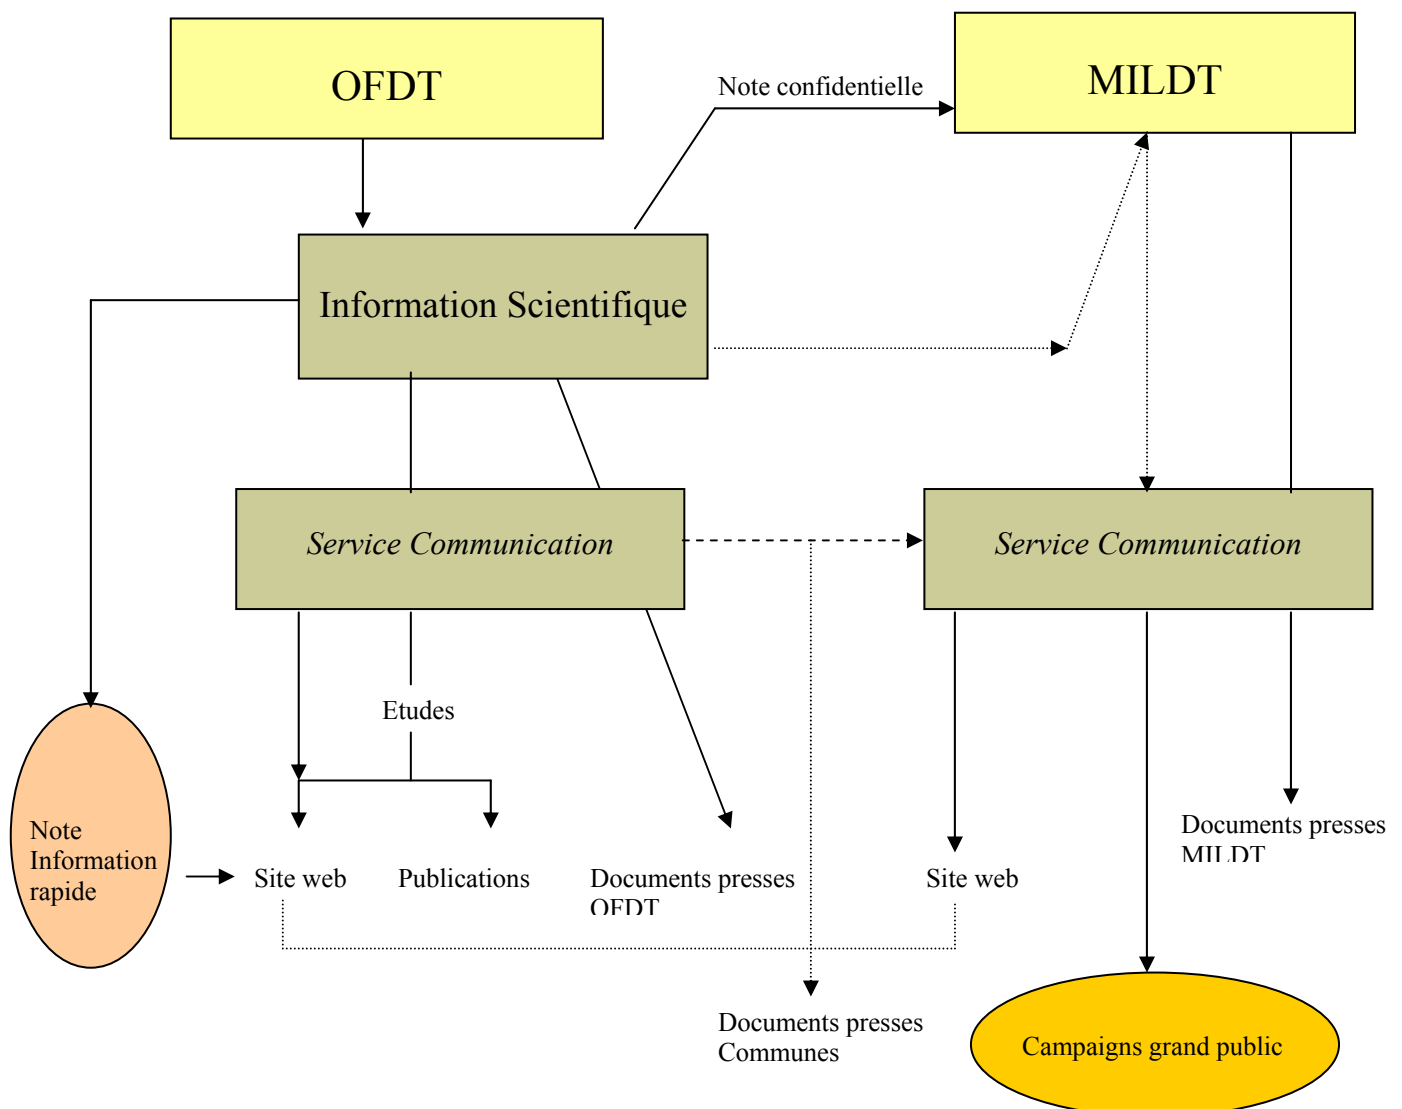 OFDT
MILDT
Note confidentielle
Information Scientifique
Service Communication
Service Communication
Etudes
Note
Information
rapide
Site web
Publications
Documents presses
OFDT
Site web
Documents presses
MILDT
Documents presses
Communes
Campaigns grand public